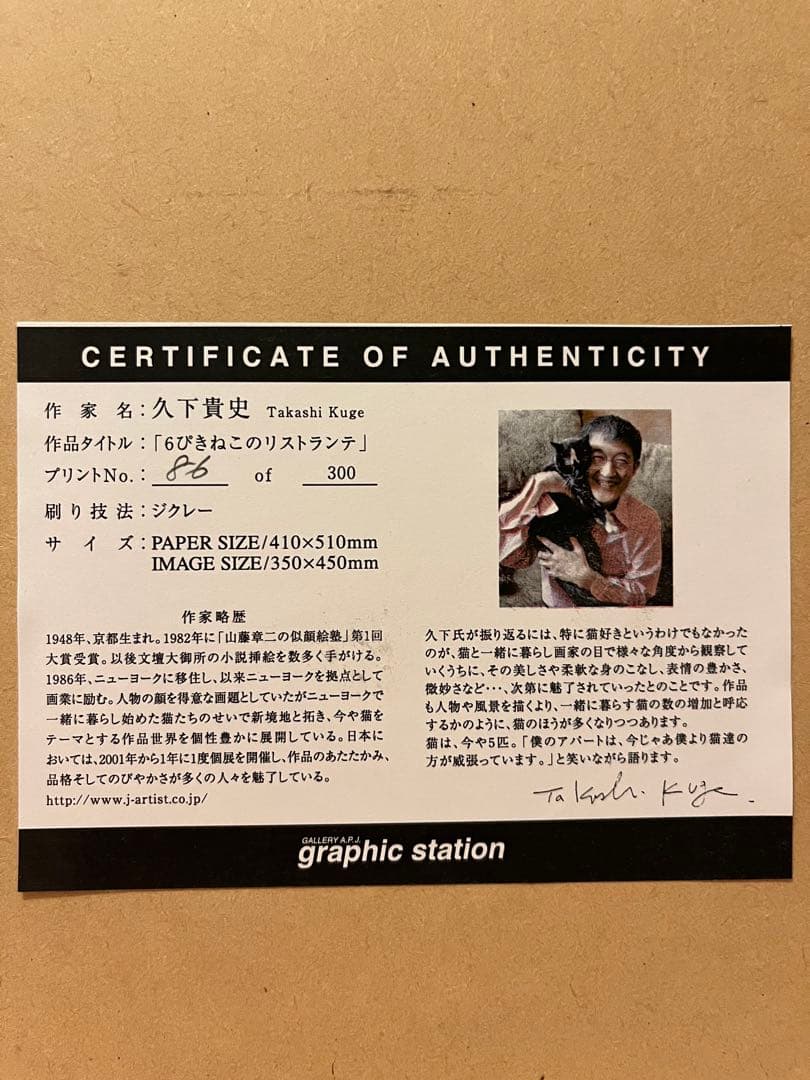 CERTIFICATE OF AUTHENTICITY
作家名：久下貴史 Takashi Kuge
作品タイトル：「6ぴきねこのリストランテ」
プリントNo.： 86 of 300
刷り技法：ジクレー
サイズ：PAPER SIZE/410×510mm
IMAGE SIZE/350×450mm
作家略歴
1948年、京都生まれ。1982年に「山藤章二の似顔絵塾」第1回
大賞受賞。以後文壇大御所の小説挿絵を数多く手がける。
1986年、ニューヨークに移住し、以来ニューヨークを拠点として
画業に励む。人物の顔を得意な画題としていたがニューヨークで
一緒に暮らし始めた猫たちのせいで新境地と拓き、今や猫を
テーマとする作品世界を個性豊かに展開している。日本に
おいては、2001年から1年に1度個展を開催し、作品のあたたかみ、
品格そしてのびやかさが多くの人々を魅了している。
http://www.j-artist.co.jp/
久下氏が振り返るには、特に猫好きというわけでもなかった
のが、猫と一緒に暮らし画家の目で様々な角度から観察して
いくうちに、その美しさや柔軟な身のこなし、表情の豊かさ、
微妙さなど･･･、次第に魅了されていったとのことです。作品
も人物や風景を描くより、一緒に暮らす猫の数の増加と呼応
するかのように、猫のほうが多くなりつつあります。
猫は、今や5匹。「僕のアパートは、今じゃあ僕より猫達の
方が威張っています。」と笑いながら語ります。
Takashi Kuge.
GALLERY A.P.J.
graphic station